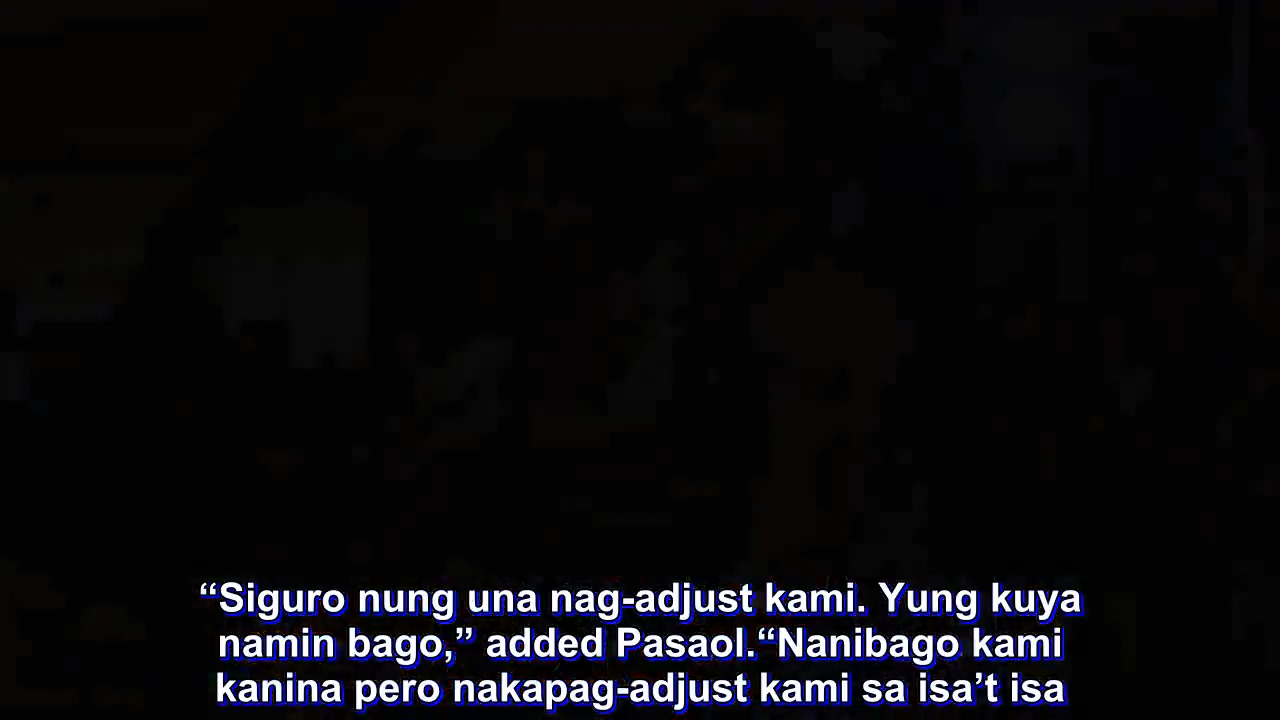 “Siguro nung una nag-adjust kami. Yung kuya
namin bago,” added Pasaol.“Nanibago kami
kanina pero nakapag-adjust kami sa isa’t isa